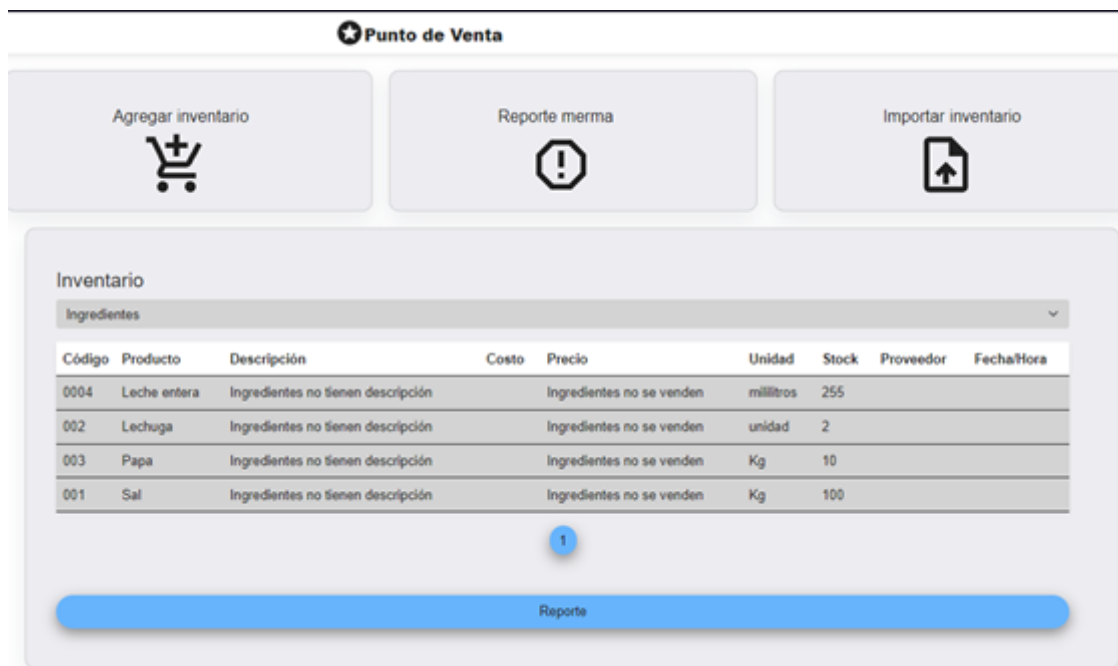 Punto de Venta
Agregar inventario Reporte merma Importar inventario
Inventario
Ingredientes
Código Producto Descripción Costo Precio Unidad Stock Proveedor Fecha/Hora
0004 Leche entera Ingredientes no tienen descripción Ingredientes no se venden mililitros 255
002 Lechuga Ingredientes no tienen descripción Ingredientes no se venden unidad 2
003 Papa Ingredientes no tienen descripción Ingredientes no se venden Kg 10
001 Sal Ingredientes no tienen descripción Ingredientes no se venden Kg 100
1
Reporte